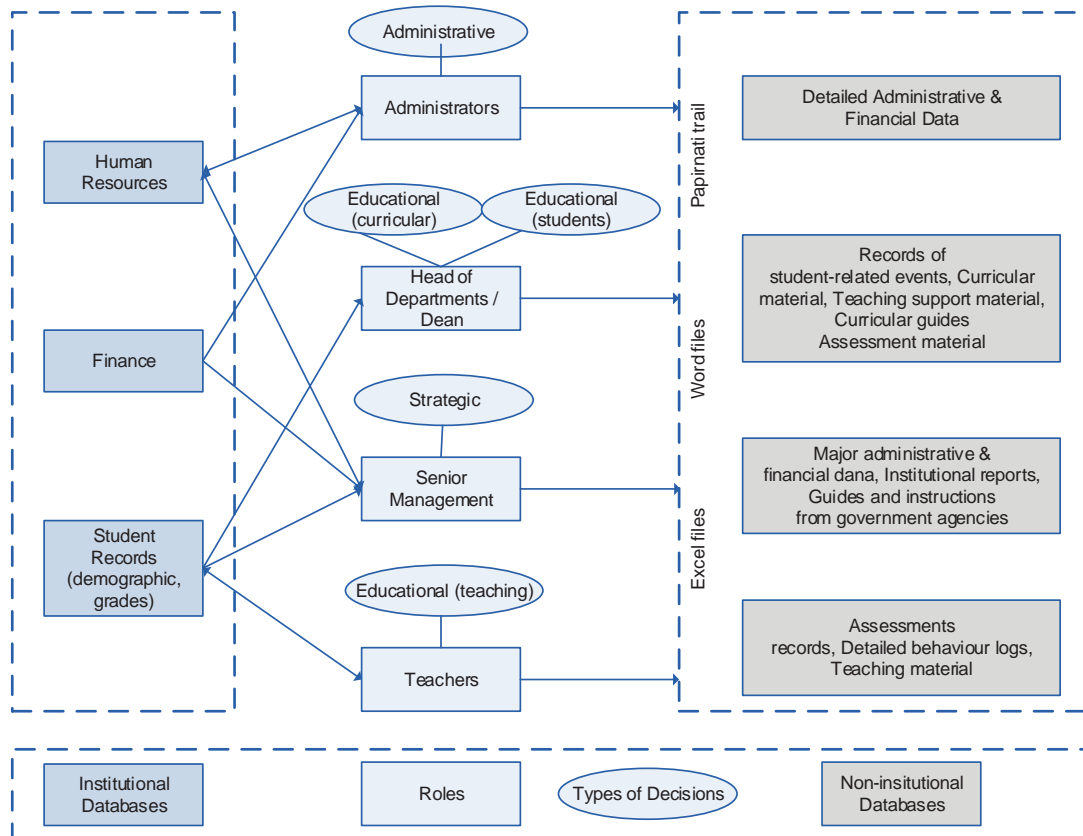 Administrative
Administrators
Human
Resources
Finance
Student
Records
(demographic,
grades)
Educational
(curricular)
Educational
(students)
Head of
Departments /
Dean
Strategic
Senior
Management
Educational (teaching)
Teachers
Papirnati trail
Word files
Excel files
Detailed Administrative &
Financial Data
Records of
student-related events, Curricular
material, Teaching support material,
Curricular guides
Assessment material
Major administrative &
financial dana, Institutional reports,
Guides and instructions
from government agencies
Assessments
records, Detailed behaviour logs,
Teaching material
Institutional
Databases
Roles
Types of Decisions
Non-insitutional
Databases